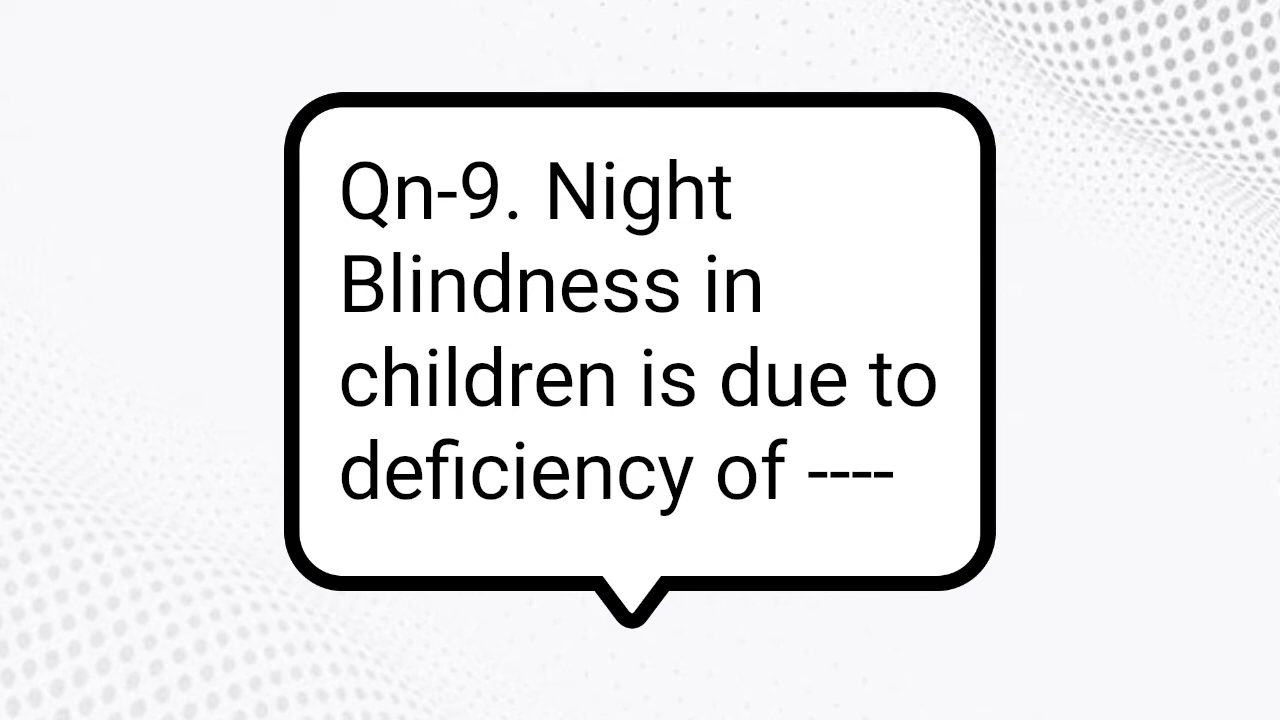 Qn-9. Night
Blindness in
children is due to
deficiency of ----